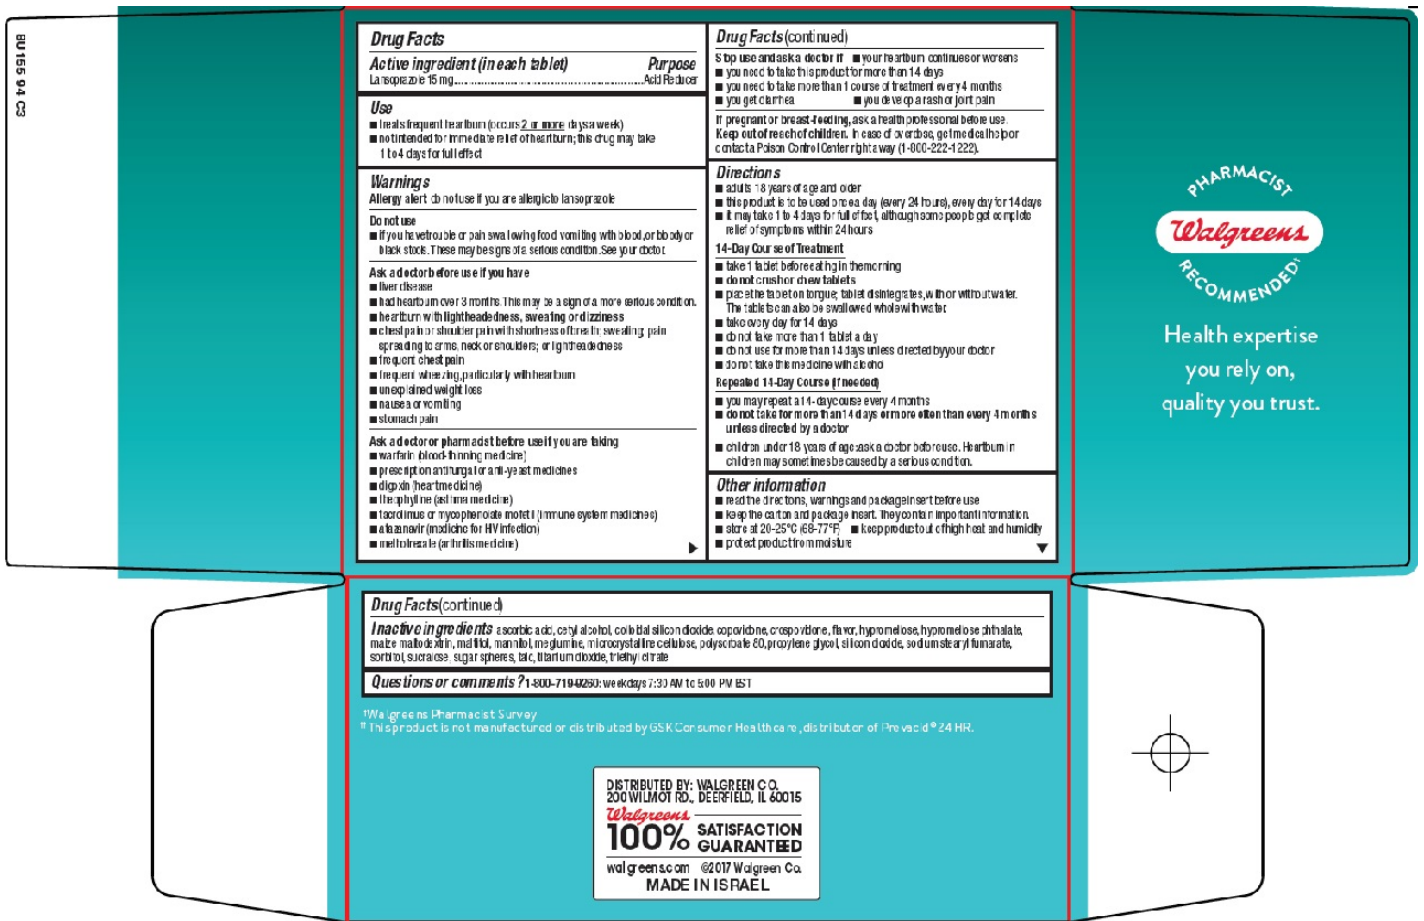 BU 155 94 C3
Drug Facts
Active ingredient (in each tablet) Purpose
Lansoprazole 15 mg........................................................Acid Reducer
Use
■ treats frequent heartburn (occurs 2 or more days a week)
■ not intended for immediate relief of heartburn; this drug may take
1 to 4 days for full effect
Warnings
Allergy alert: do not use if you are allergic to lansoprazole
Do not use
■ if you have trouble or pain swallowing food, vomiting with blood, or bloody or
black stools. These may be signs of a serious condition. See your doctor.
Ask a doctor before use if you have
■ liver disease
■ had heartburn over 3 months. This may be a sign of a more serious condition.
■ heartburn with lightheadedness, sweating or dizziness
■ chest pain or shoulder pain with shortness of breath; sweating; pain
spreading to arms, neck or shoulders; or lightheadedness
■ frequent chest pain
■ frequent wheezing, particularly with heartburn
■ unexplained weight loss
■ nausea or vomiting
■ stomach pain
Ask a doctor or pharmacist before use if you are taking
■ warfarin (blood-thinning medicine)
■ prescription antifungal or anti-yeast medicines
■ digoxin (heart medicine)
■ theophylline (asthma medicine)
■ tacrolimus or mycophenolate mofetil (immune system medicines)
■ atazanavir (medicine for HIV infection)
■ methotrexate (arthritis medicine)
Drug Facts (continued)
Stop use and ask a doctor if ■ your heartburn continues or worsens
■ you need to take this product for more than 14 days
■ you need to take more than 1 course of treatment every 4 months
■ you get diarrhea ■ you develop a rash or joint pain
If pregnant or breast-feeding, ask a health professional before use.
Keep out of reach of children. In case of overdose, get medical help or
contact a Poison Control Center right away (1-800-222-1222).
Directions
■ adults 18 years of age and older
■ this product is to be used once a day (every 24 hours), every day for 14 days
■ it may take 1 to 4 days for full effect, although some people get complete
relief of symptoms within 24 hours
14-Day Course of Treatment
■ take 1 tablet before eating in the morning
■ do not crush or chew tablets
■ place the tablet on tongue; tablet disintegrates, with or without water.
The tablets can also be swallowed whole with water.
■ take every day for 14 days
■ do not take more than 1 tablet a day
■ do not use for more than 14 days unless directed by your doctor
■ do not take this medicine with alcohol
Repeated 14-Day Course (if needed)
■ you may repeat a 14-day course every 4 months
■ do not take for more than 14 days or more often than every 4 months
unless directed by a doctor
■ children under 18 years of age: ask a doctor before use. Heartburn in
children may sometimes be caused by a serious condition.
Other information
■ read the directions, warnings and package insert before use
■ keep the carton and package insert. They contain important information.
■ store at 20-25°C (68-77°F) ■ keep product out of high heat and humidity
■ protect product from moisture
PHARMACIST
Walgreens
RECOMMENDED†
Health expertise
you rely on,
quality you trust.
Drug Facts (continued)
Inactive ingredients ascorbic acid, cetyl alcohol, colloidal silicon dioxide, copovidone, crospovidone, flavor, hypromellose, hypromellose phthalate,
maize maltodextrin, maltitol, mannitol, meglumine, microcrystalline cellulose, polysorbate 80, propylene glycol, silicon dioxide, sodium stearyl fumarate,
sorbitol, sucralose, sugar spheres, talc, titanium dioxide, triethyl citrate
Questions or comments? 1-800-719-9260: weekdays 7:30 AM to 5:00 PM EST
†Walgreens Pharmacist Survey
††This product is not manufactured or distributed by GSK Consumer Healthcare, distributor of Prevacid® 24 HR.
DISTRIBUTED BY: WALGREEN CO.
200 WILMOT RD., DEERFIELD, IL 60015
Walgreens
100% SATISFACTION
GUARANTEED
walgreens.com ©2017 Walgreen Co.
MADE IN ISRAEL